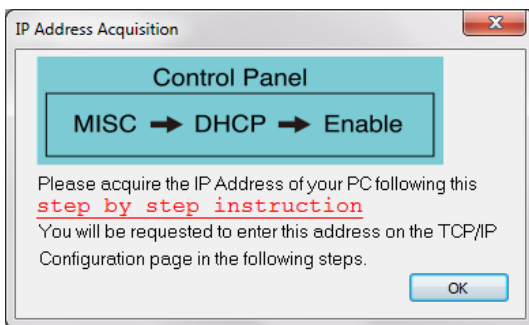 IP Address Acquisition
Control Panel
MISC → DHCP → Enable
Please acquire the IP Address of your PC following this
step by step instruction
You will be requested to enter this address on the TCP/IP
Configuration page in the following steps.
OK